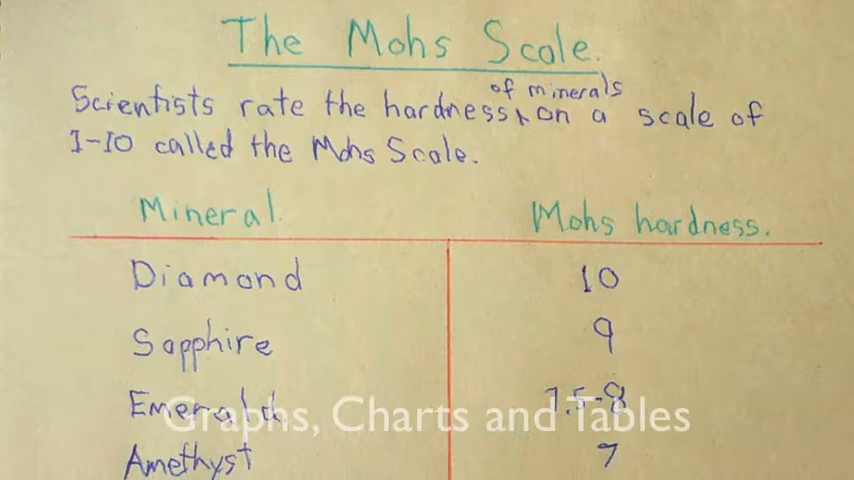 The Mohs Scale.
of minerals
Scientists rate the hardness on a scale of
1-10 called the Mohs Scale.
Mineral. Mohs hardness.
Diamond 10
Sapphire 9
Emerald 7.5-8
Graphs, Charts and Tables
Amethyst 7